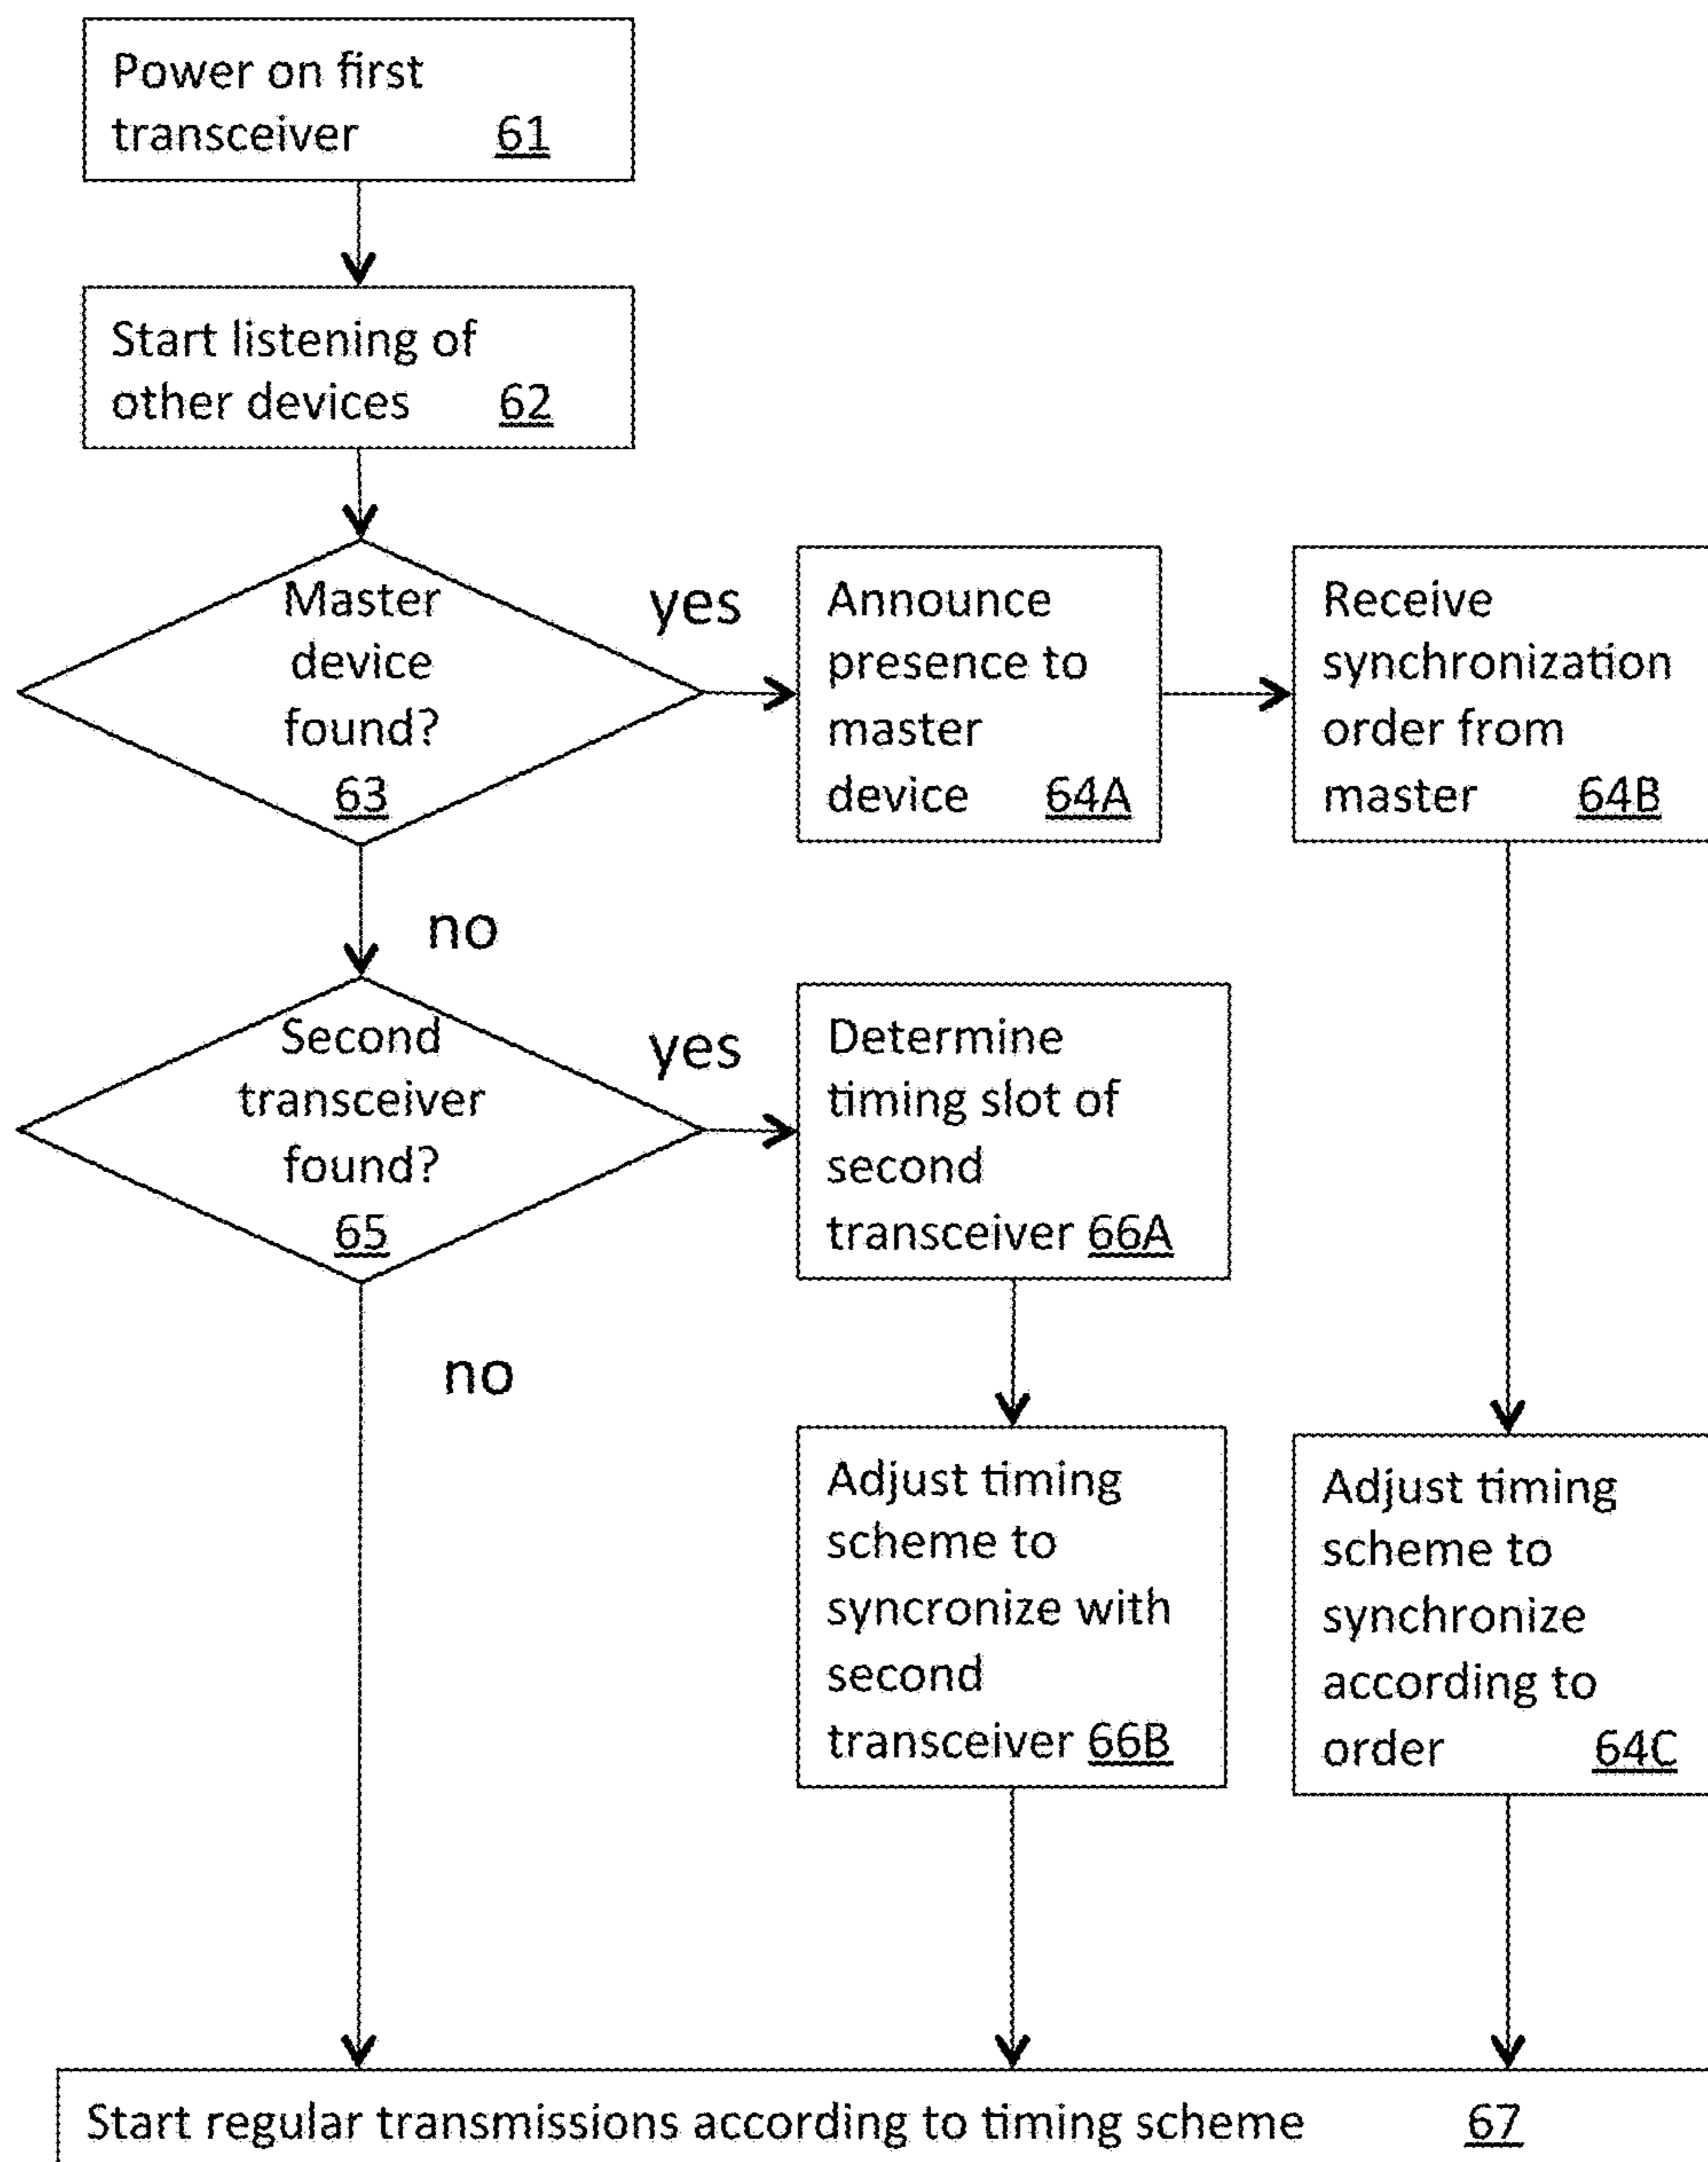 Power on first
transceiver 61
Start listening of
other devices 62
Master
device
found?
63
yes
Announce
presence to
master
device 64A
Receive
synchronization
order from
master 64B
no
Second
transceiver
found?
65
yes
Determine
timing slot of
second
transceiver 66A
no
Adjust timing
scheme to
syncronize with
second
transceiver 66B
Adjust timing
scheme to
synchronize
according to
order 64C
Start regular transmissions according to timing scheme 67